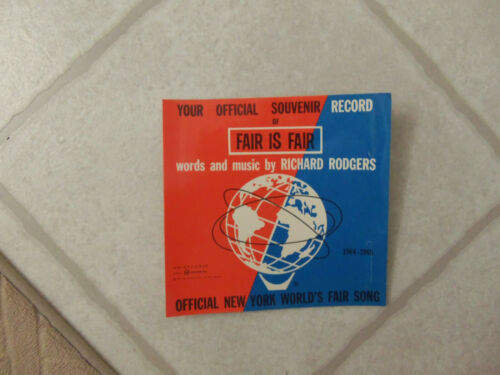 YOUR OFFICIAL SOUVENIR RECORD
OF
FAIR IS FAIR
words and music by RICHARD RODGERS
1964-1965
OFFICIAL NEW YORK WORLD'S FAIR SONG